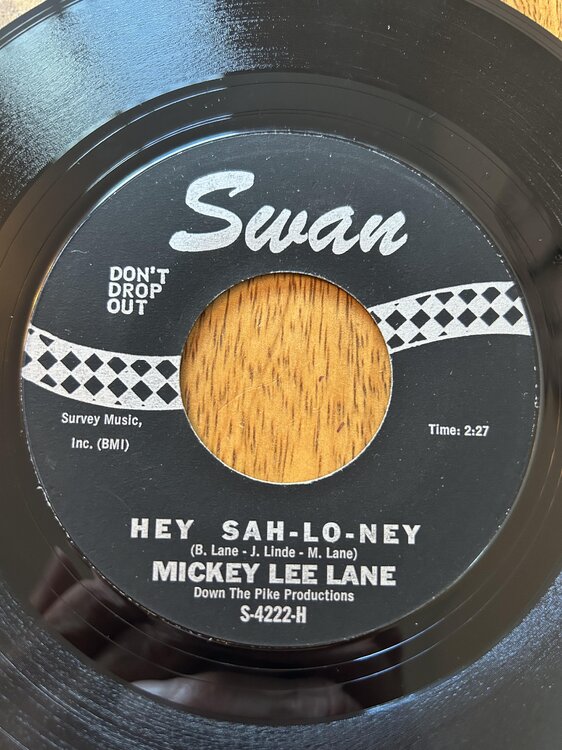 Swan
DON'T
DROP
OUT
Survey Music,
Inc. (BMI)
Time: 2:27
HEY SAH-LO-NEY
(B. Lane - J. Linde - M. Lane)
MICKEY LEE LANE
Down The Pike Productions
S-4222-H